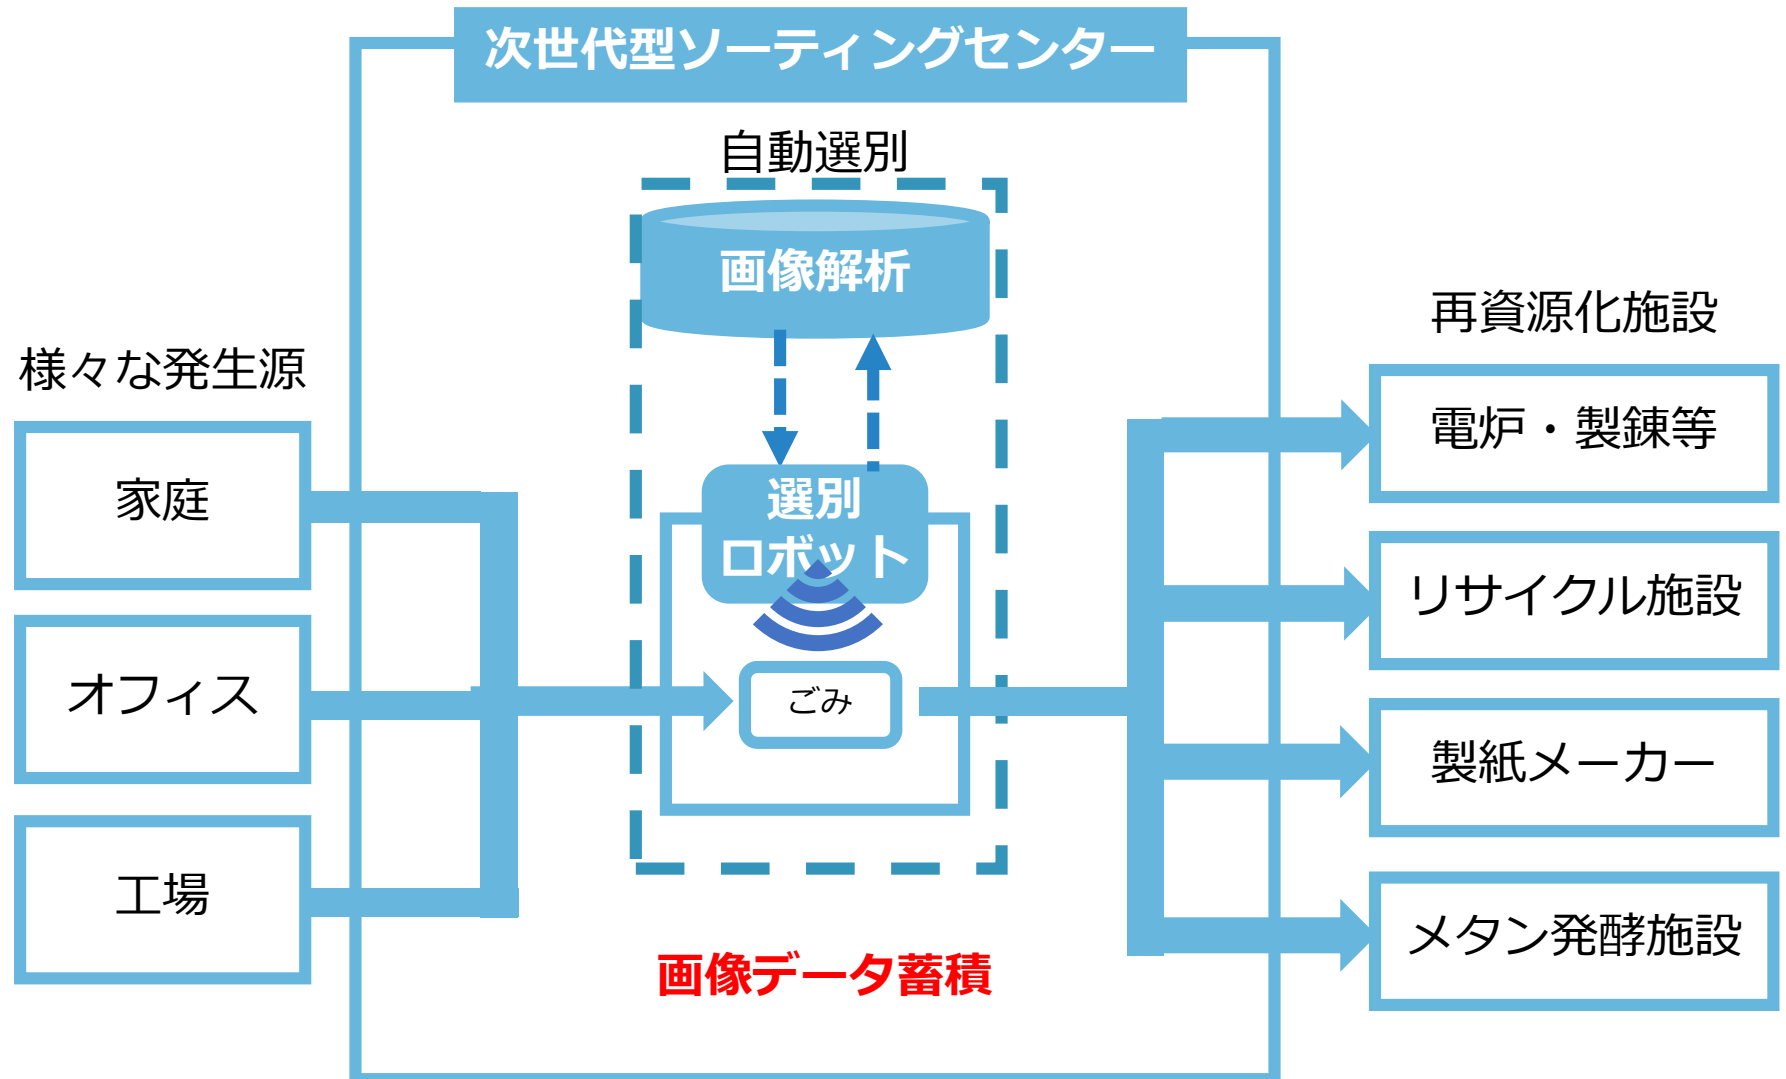 次世代型ソーティングセンター
自動選別
画像解析
選別
ロボット
ごみ
画像データ蓄積
様々な発生源
家庭
オフィス
工場
再資源化施設
電炉・製錬等
リサイクル施設
製紙メーカー
メタン発酵施設